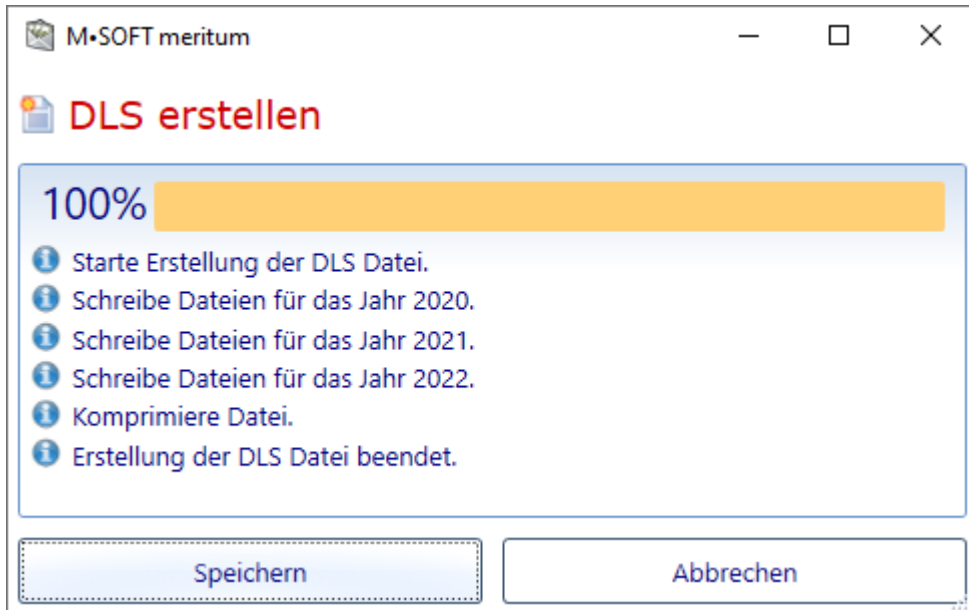 M•SOFT meritum
DLS erstellen
100%
Starte Erstellung der DLS Datei.
Schreibe Dateien für das Jahr 2020.
Schreibe Dateien für das Jahr 2021.
Schreibe Dateien für das Jahr 2022.
Komprimiere Datei.
Erstellung der DLS Datei beendet.
Speichern
Abbrechen